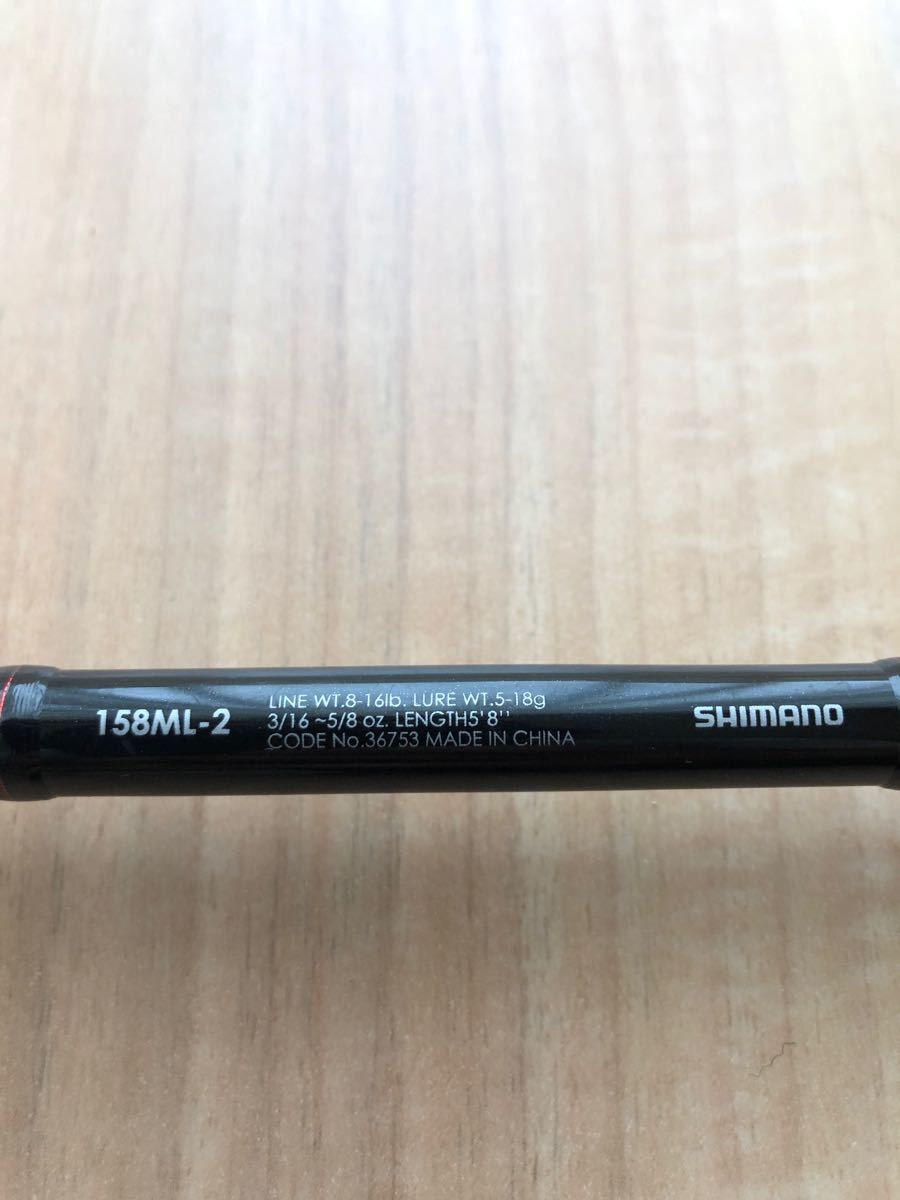 158ML-2
LINE WT.8-16lb. LURE WT.5-18g
3/16 ~5/8 oz. LENGTH5'8''
CODE No.36753 MADE IN CHINA
SHIMANO